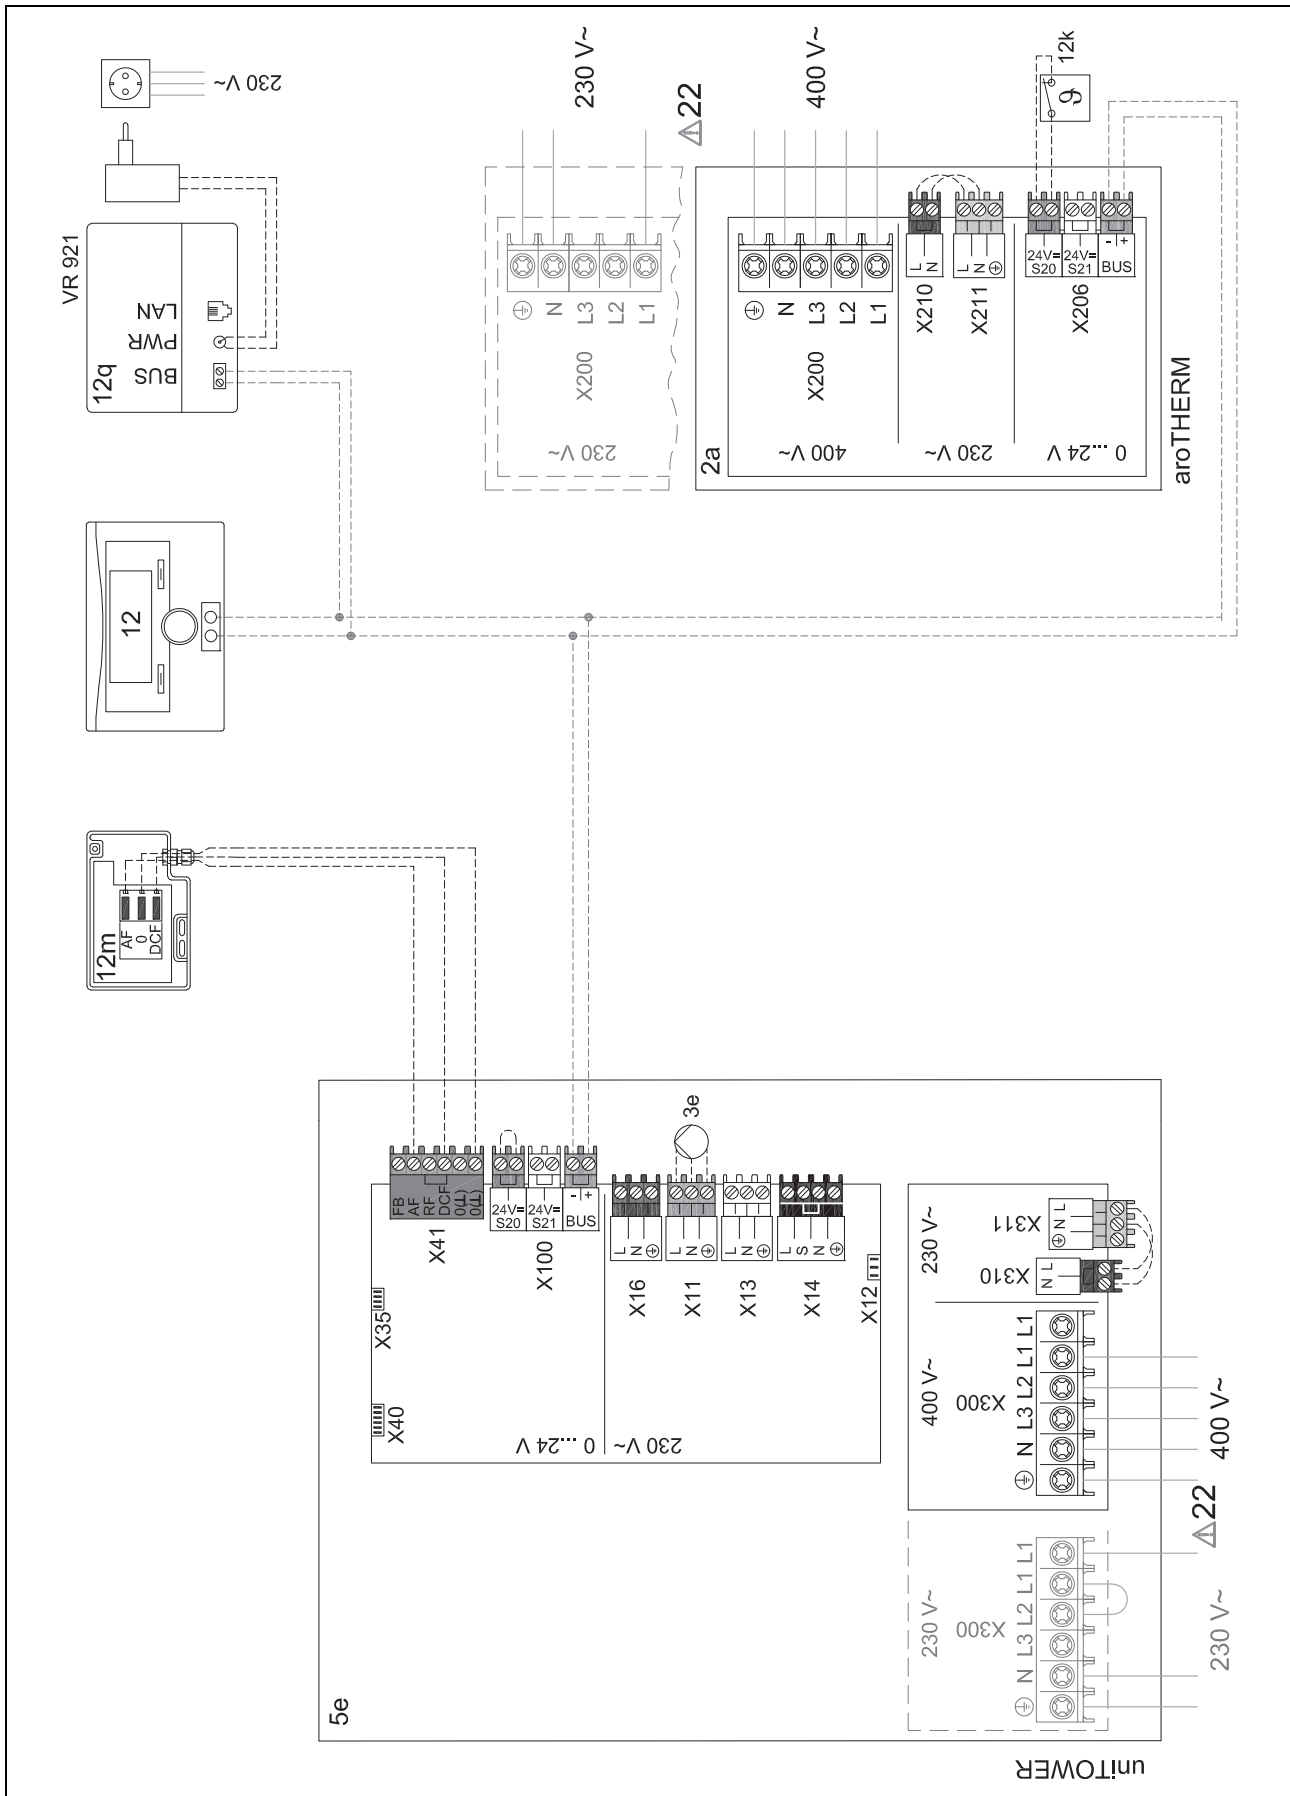 230 V~
VR 921
LAN
PWR
BUS
12q
12
12m
AF
0
DCF
230 V~
⚠22
400 V~
12k
ϑ
N
L3
L2
L1
X200
230 V~
2a
N
L3
L2
L1
X200
400 V~
L
N
X210
L
N
X211
230 V~
24V=
S20
24V=
S21
- +
BUS
X206
0...24 V
aroTHERM
5e
FB
AF
RF
DCF
0(⊥)
0(⊥)
X41
24V=
S20
24V=
S21
- +
BUS
X100
X35
X40
0...24 V
230 V~
L
N
X16
L
N
X11
3e
L
N
X13
L
S
N
X14
X12
230 V~
N L
X311
N L
X310
400 V~
X300
N L3 L2 L1 L1
400 V~
⚠22
230 V~
X300
N L3 L2 L1 L1
230 V~
uniTOWER